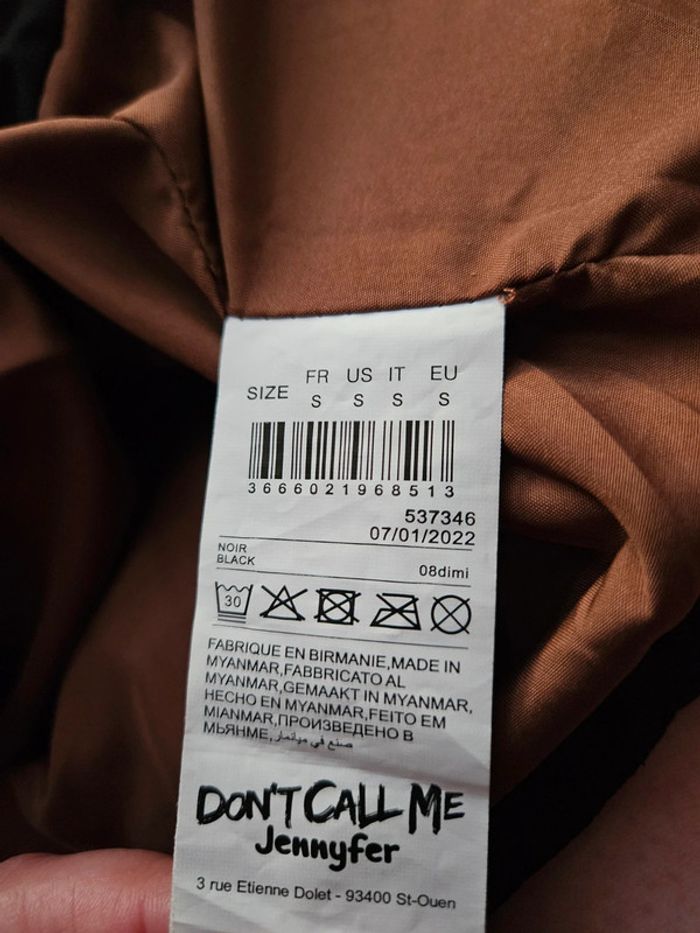 SIZE FR US IT EU
S S S S
3666021968513
537346
07/01/2022
NOIR
BLACK
08dimi
30
FABRIQUE EN BIRMANIE,MADE IN
MYANMAR,FABBRICATO AL
MYANMAR,GEMAAKT IN MYANMAR,
HECHO EN MYANMAR,FEITO EM
MIANMAR,ПРОИЗВЕДЕНО В
МЬЯНМЕ,صنع في ميانمار
DON'T CALL ME
Jennyfer
3 rue Etienne Dolet - 93400 St-Ouen